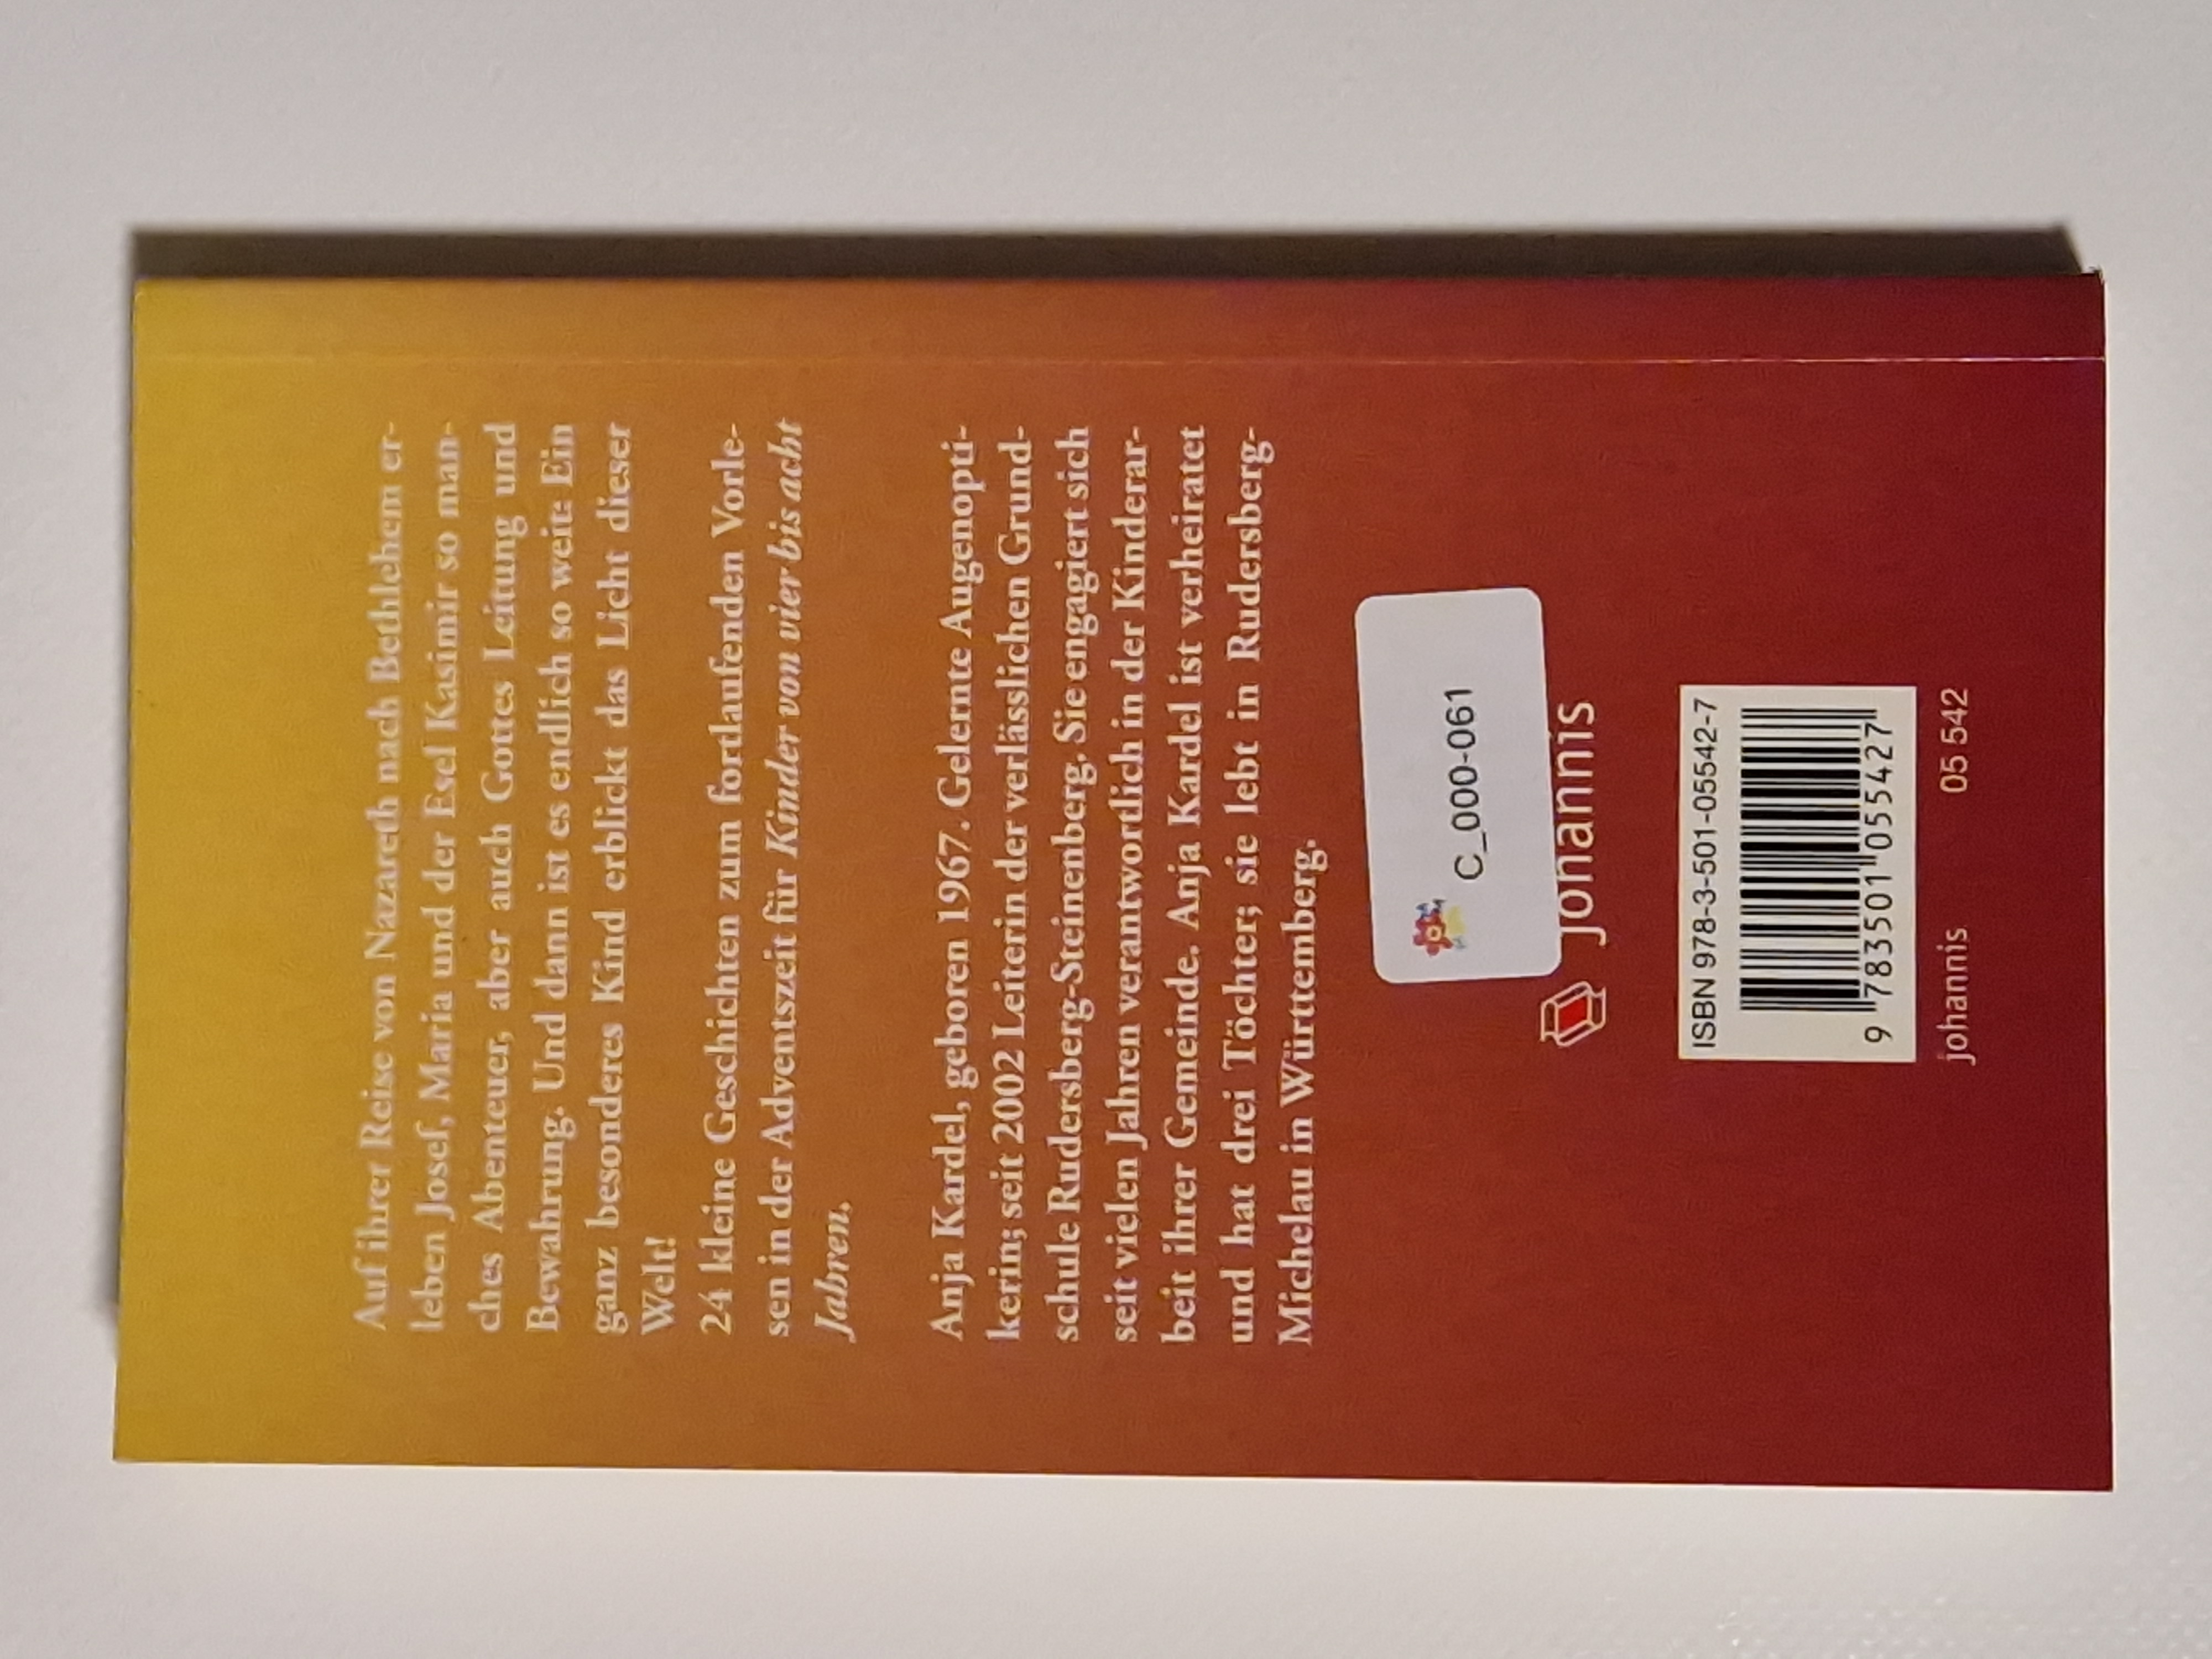 Auf ihrer Reise von Nazareth nach Bethlehem er-
leben Josef, Maria und der Esel Kasimir so man-
ches Abenteuer, aber auch Gottes Leitung und
Bewahrung. Und dann ist es endlich so weit: Ein
ganz besonderes Kind erblickt das Licht dieser
Welt!
24 kleine Geschichten zum fortlaufenden Vorle-
sen in der Adventszeit für Kinder von vier bis acht
Jahren.
Anja Kardel, geboren 1967. Gelernte Augenopti-
kerin; seit 2002 Leiterin der verlässlichen Grund-
schule Rudersberg-Steinenberg. Sie engagiert sich
seit vielen Jahren verantwortlich in der Kinderar-
beit ihrer Gemeinde. Anja Kardel ist verheiratet
und hat drei Töchter; sie lebt in Rudersberg-
Michelau in Württemberg.
C_000-061
johannis
ISBN 978-3-501-05542-7
9 783501 055427
johannis 05 542